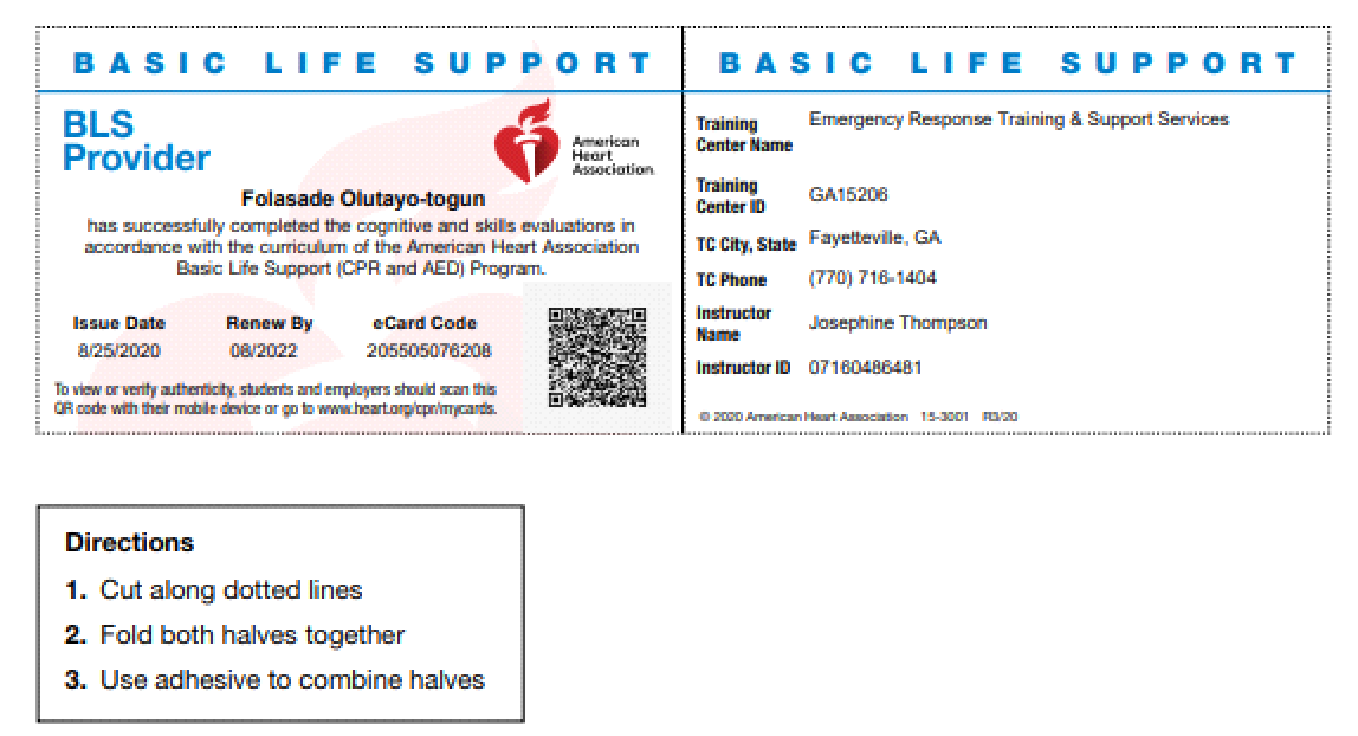 BASIC LIFE SUPPORT
BLS
Provider
American
Heart
Association
Folasade Olutayo-togun
has successfully completed the cognitive and skills evaluations in
accordance with the curriculum of the American Heart Association
Basic Life Support (CPR and AED) Program.
Issue Date Renew By eCard Code
8/25/2020 08/2022 205505076208
To view or verify authenticity, students and employers should scan this
QR code with their mobile device or go to www.heart.org/cpr/mycards.
BASIC LIFE SUPPORT
Training Emergency Response Training & Support Services
Center Name
Training
Center ID GA15206
TC City, State Fayetteville, GA
TC Phone (770) 716-1404
Instructor
Name Josephine Thompson
Instructor ID 07160486481
© 2020 American Heart Association 15-3001 R3/20
Directions
1. Cut along dotted lines
2. Fold both halves together
3. Use adhesive to combine halves